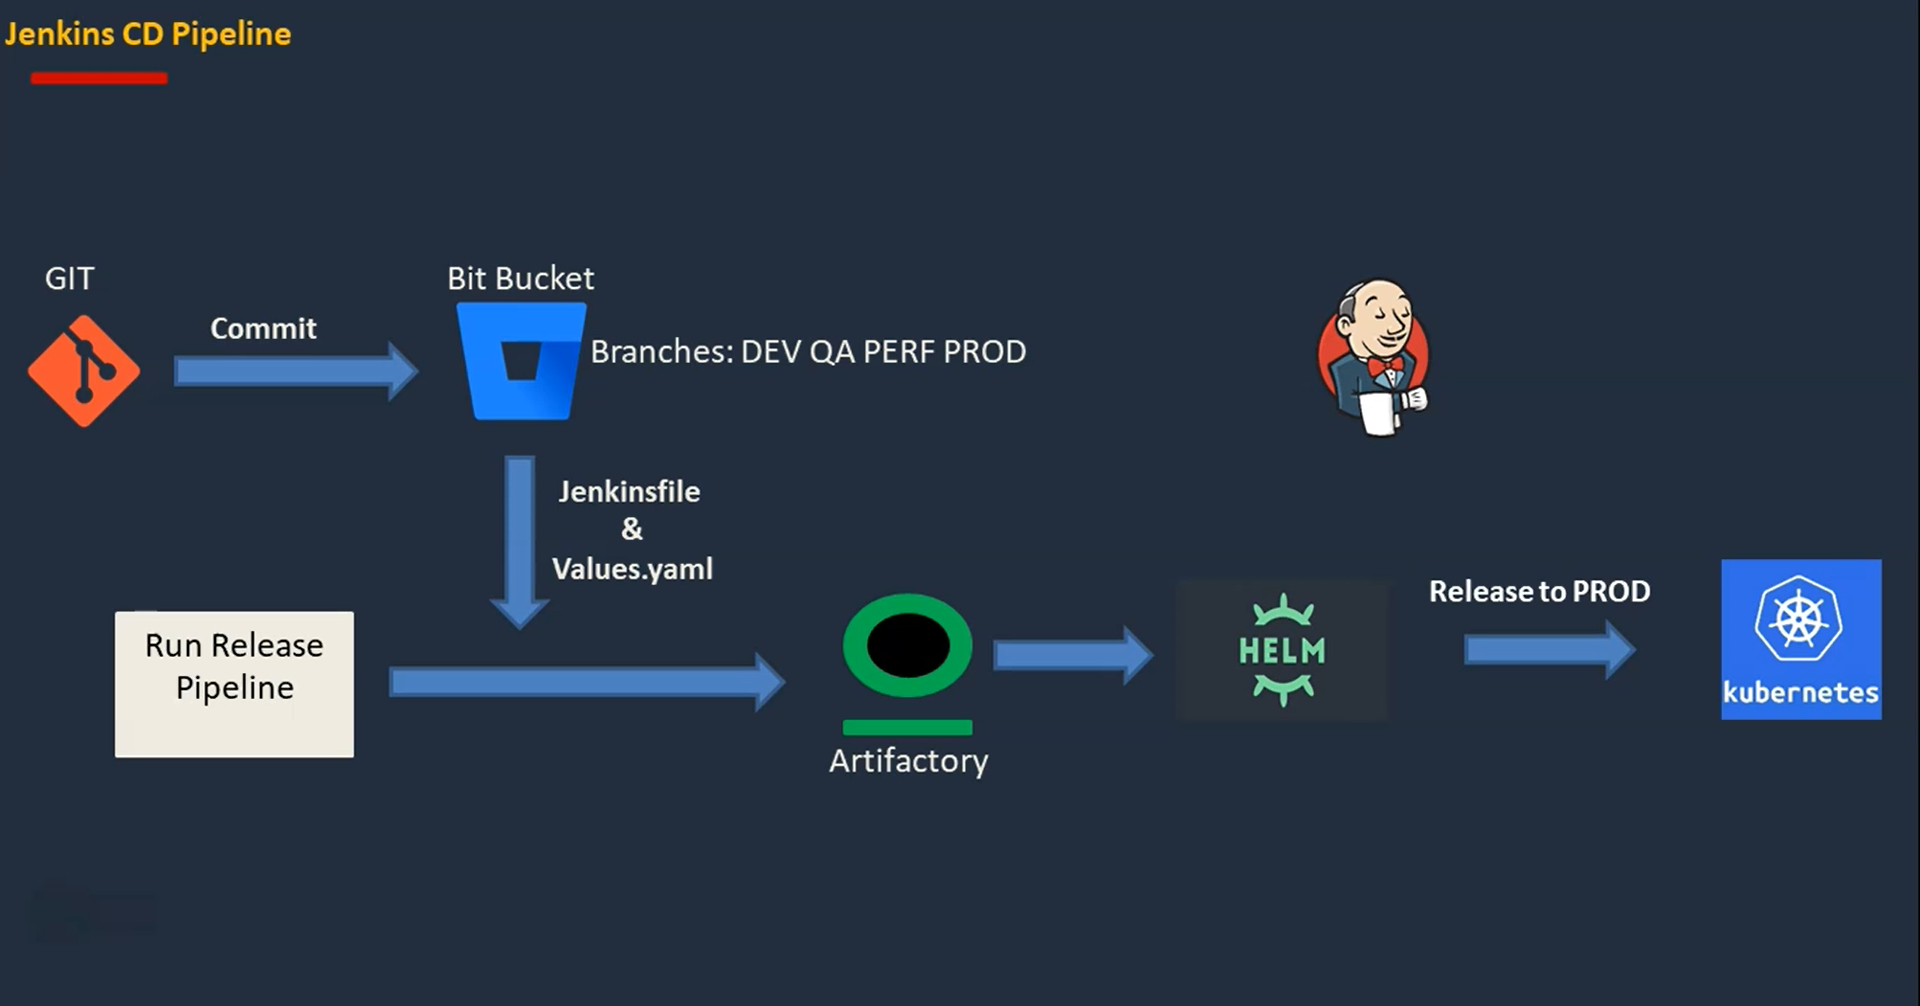 Jenkins CD Pipeline
GIT
Commit
Bit Bucket
Branches: DEV QA PERF PROD
Jenkinsfile
&
Values.yaml
Run Release
Pipeline
Artifactory
HELM
Release to PROD
kubernetes